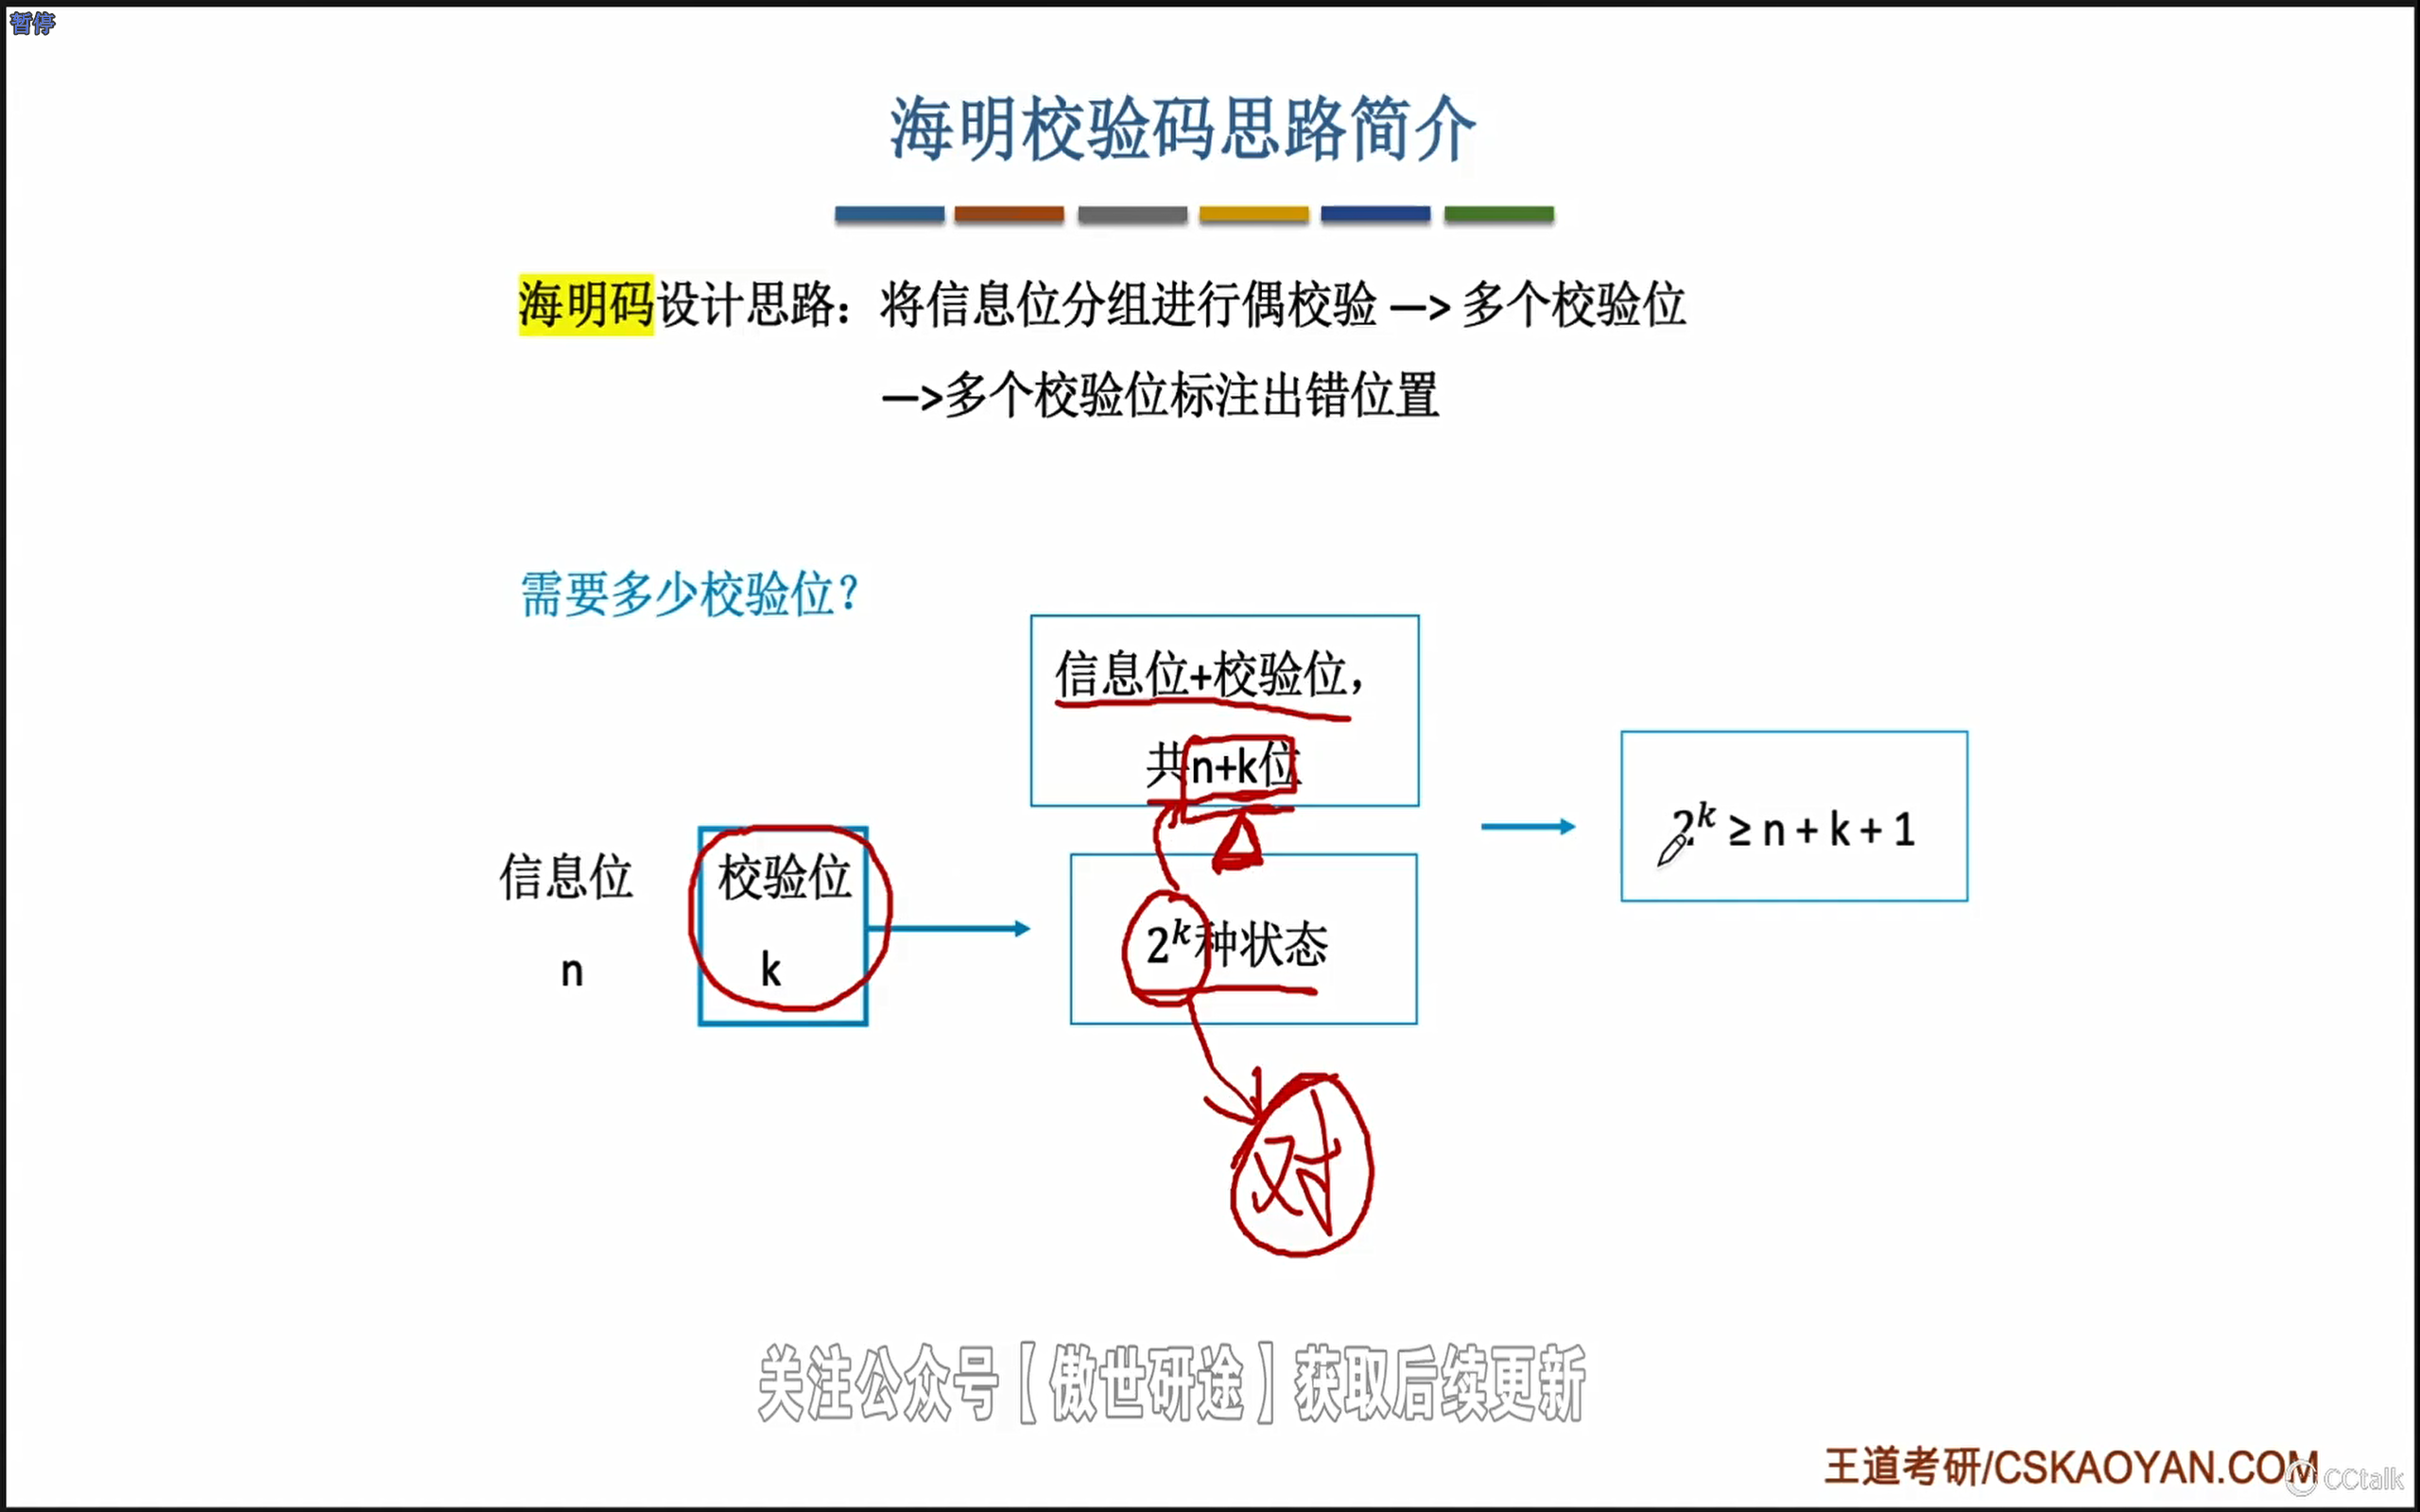 暂停
海明校验码思路简介
海明码设计思路：将信息位分组进行偶校验 —> 多个校验位
—>多个校验位标注出错位置
需要多少校验位？
信息位+校验位，
共n+k位
信息位
n
校验位
k
2^k种状态
2^k ≥ n + k + 1
对
关注公众号【傲世研途】获取后续更新
王道考研/CSKAOYAN.COM
CCtalk